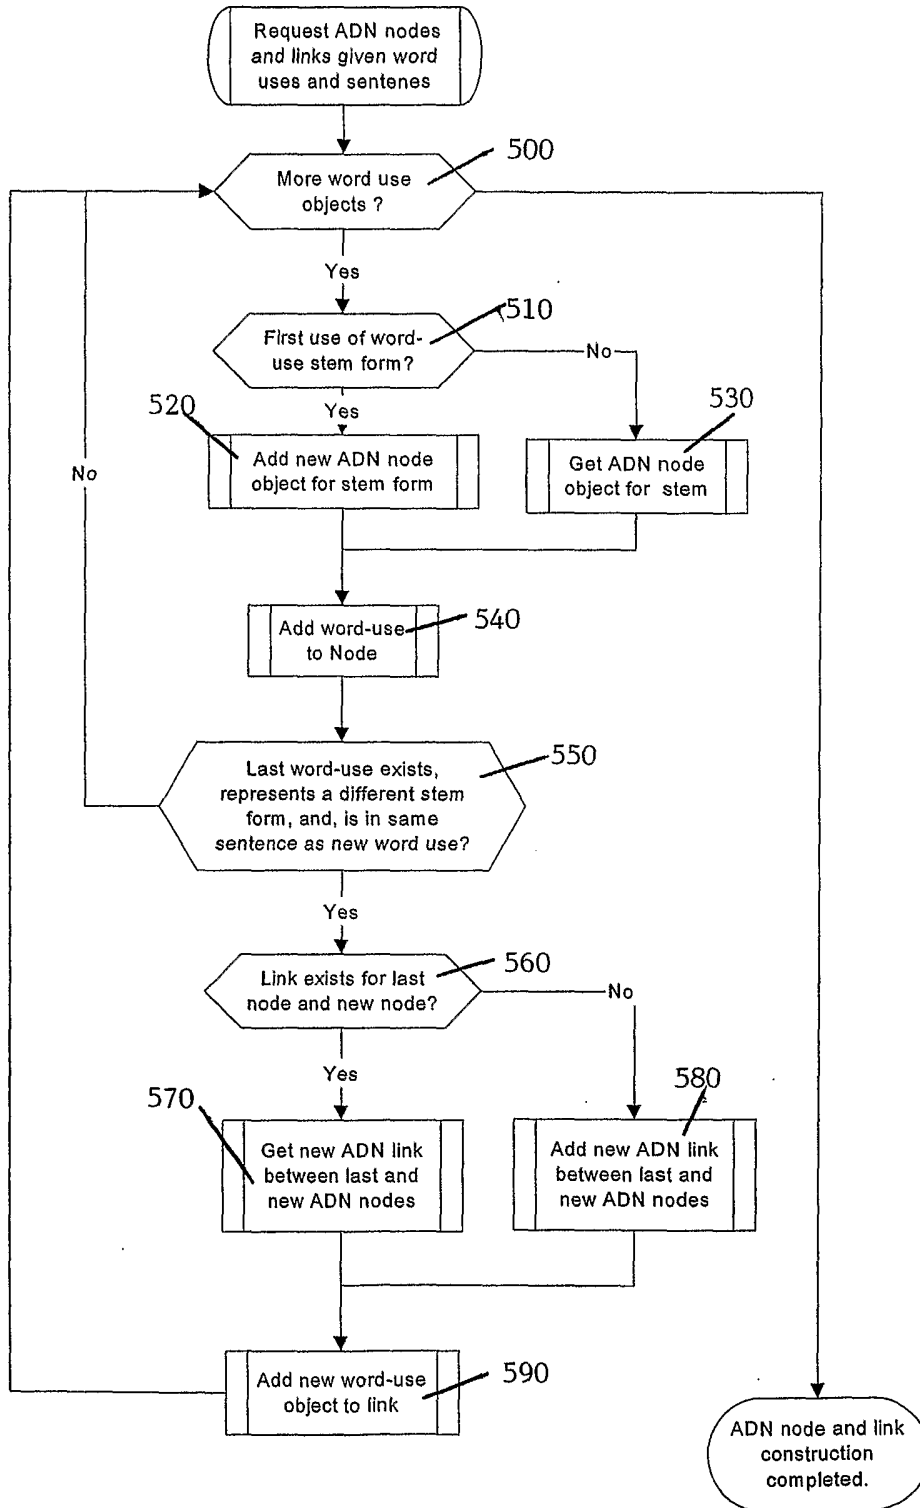 Request ADN nodes
and links given word
uses and sentenes
500
More word use
objects ?
Yes
510
First use of word-
use stem form?
No
Yes
520
530
Add new ADN node
object for stem form
Get ADN node
object for stem
No
Add word-use
to Node
540
550
Last word-use exists,
represents a different stem
form, and, is in same
sentence as new word use?
Yes
560
Link exists for last
node and new node?
No
Yes
570
580
Get new ADN link
between last and
new ADN nodes
Add new ADN link
between last and
new ADN nodes
590
Add new word-use
object to link
ADN node and link
construction
completed.